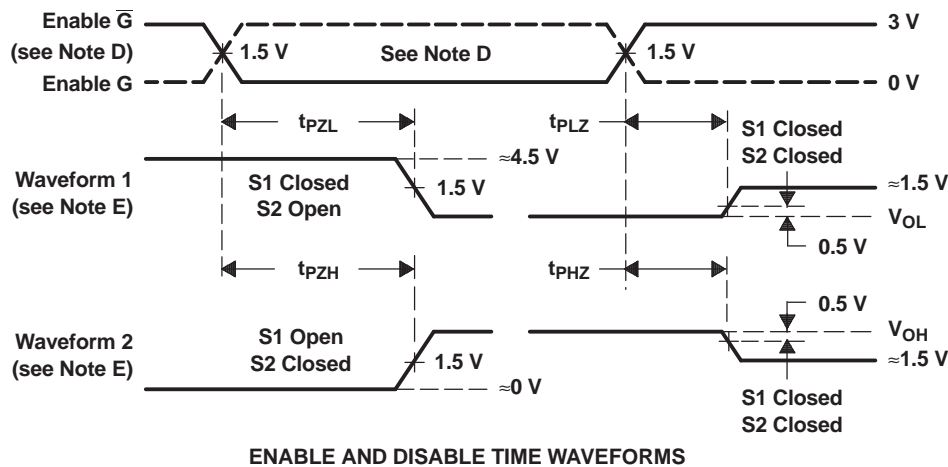 Enable G̅
(see Note D)
Enable G
1.5 V
See Note D
1.5 V
3 V
0 V
tPZL
tPLZ
S1 Closed
S2 Closed
Waveform 1
(see Note E)
S1 Closed
S2 Open
≈4.5 V
1.5 V
≈1.5 V
VOL
0.5 V
tPZH
tPHZ
0.5 V
Waveform 2
(see Note E)
S1 Open
S2 Closed
1.5 V
≈0 V
VOH
≈1.5 V
S1 Closed
S2 Closed
ENABLE AND DISABLE TIME WAVEFORMS